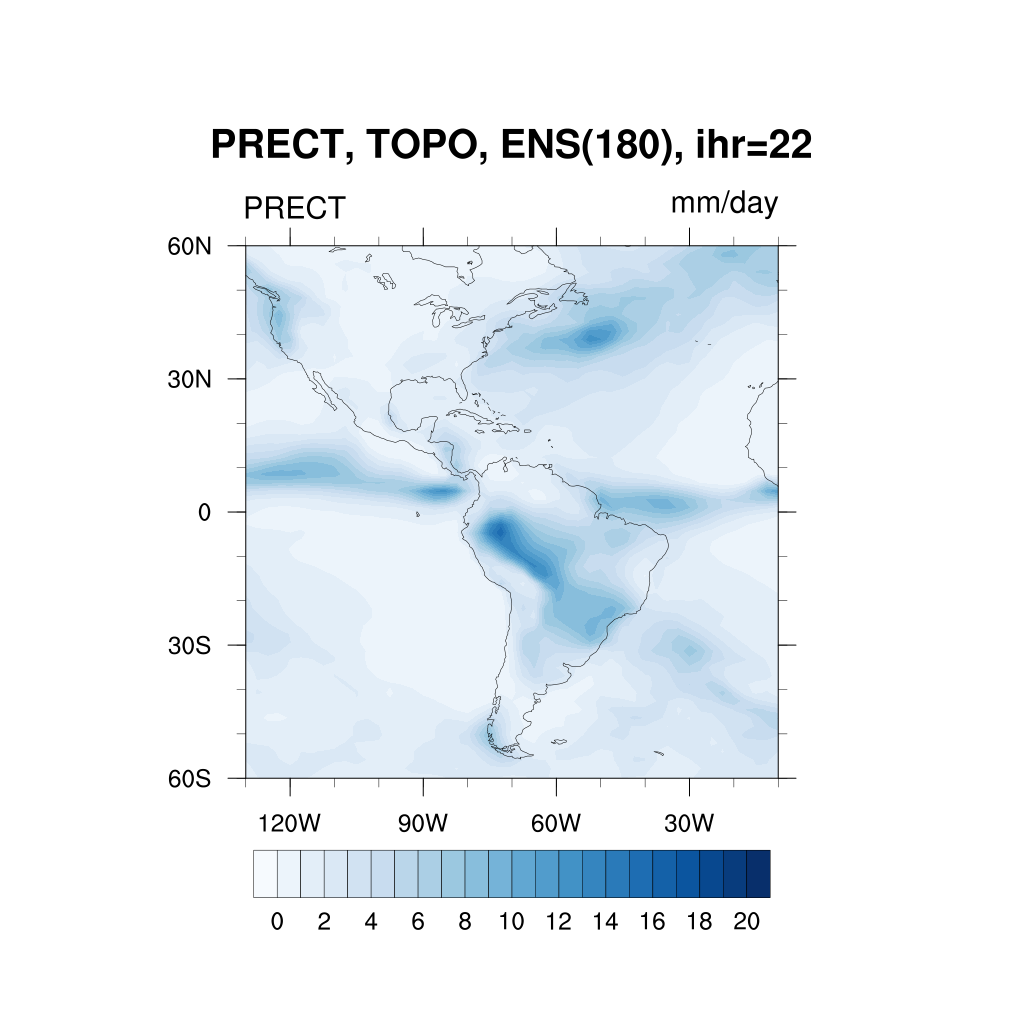 PRECT, TOPO, ENS(180), ihr=22
PRECT mm/day
60N
30N
0
30S
60S
120W 90W 60W 30W
0 2 4 6 8 10 12 14 16 18 20